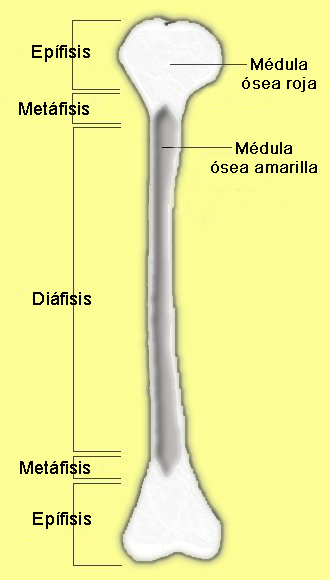 Epífisis
Médula
ósea roja
Metáfisis
Médula
ósea amarilla
Diáfisis
Metáfisis
Epífisis